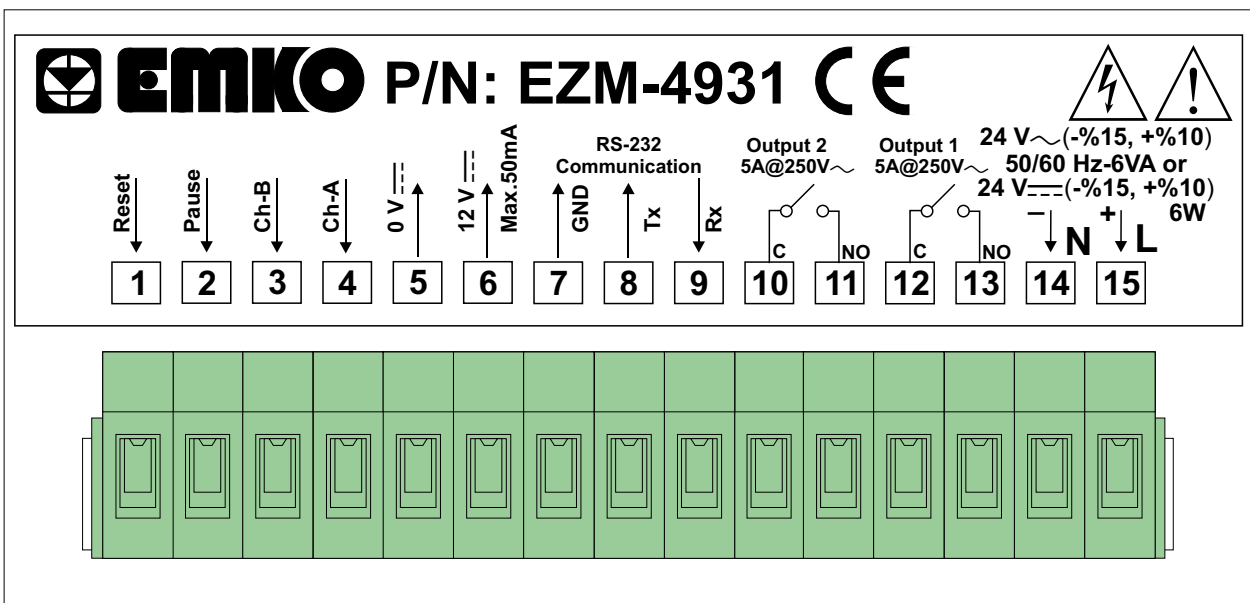 EMKO P/N: EZM-4931 CE
Reset
Pause
Ch-B
Ch-A
0 V
12 V
Max.50mA
RS-232
Communication
GND
Tx
Rx
Output 2
5A@250V
C
NO
Output 1
5A@250V
C
NO
24 V (-%15, +%10)
50/60 Hz-6VA or
24 V (-%15, +%10)
6W
− N
+ L
1 2 3 4 5 6 7 8 9 10 11 12 13 14 15